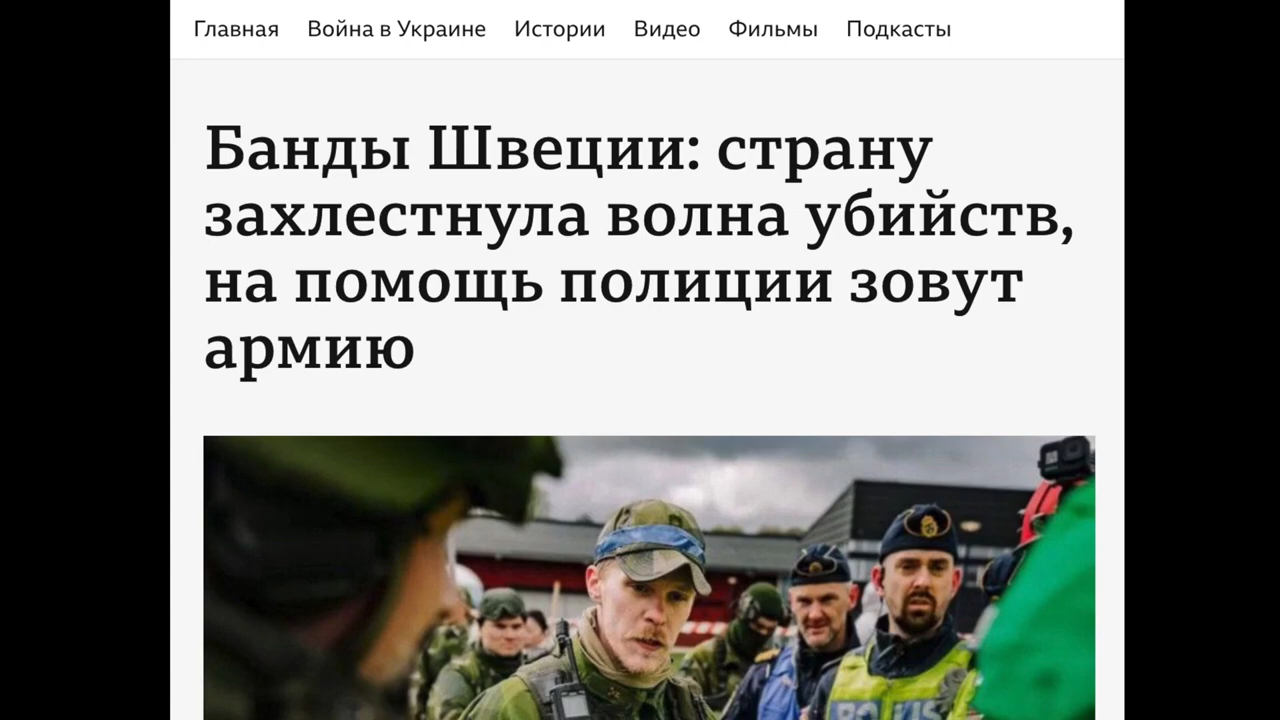 Главная Война в Украине Истории Видео Фильмы Подкасты
Банды Швеции: страну
захлестнула волна убийств,
на помощь полиции зовут
армию
POLIS